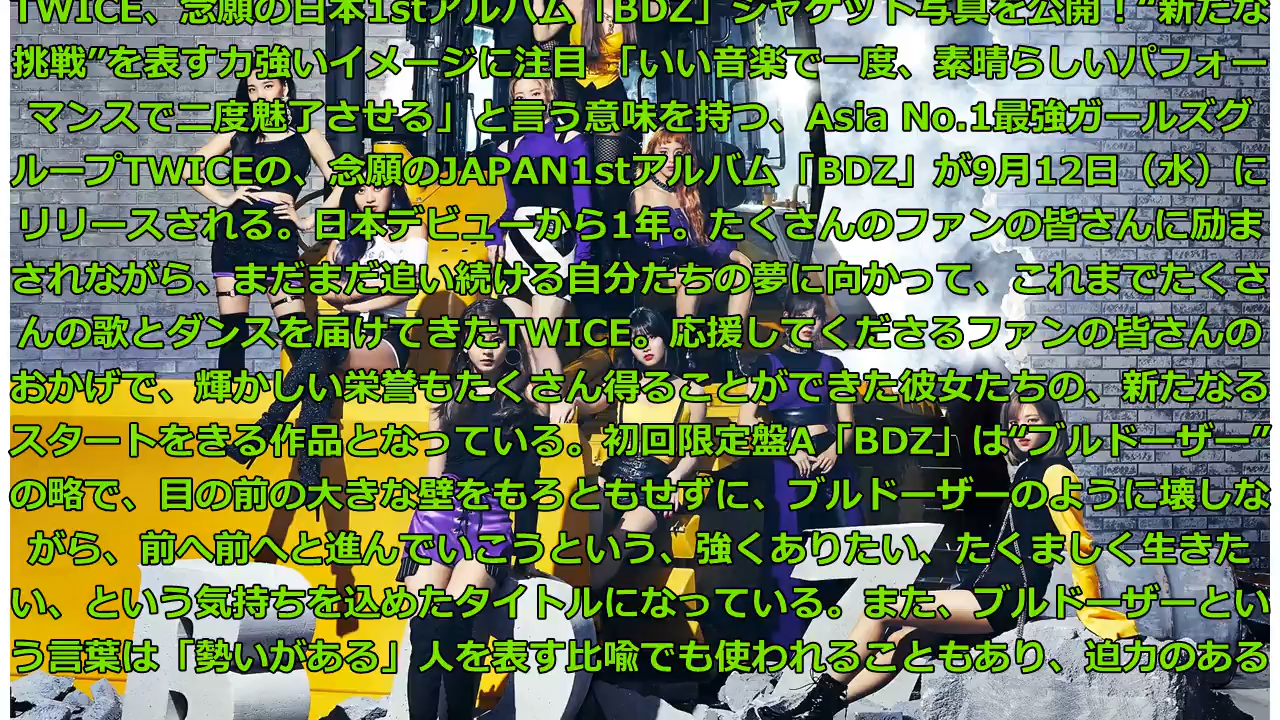 TWICE、念願の日本1stアルバム「BDZ」ジャケット写真を公開！“新たな
挑戦”を表す力強いイメージに注目 「いい音楽で一度、素晴らしいパフォー
マンスで二度魅了させる」と言う意味を持つ、Asia No.1最強ガールズグ
ループTWICEの、念願のJAPAN1stアルバム「BDZ」が9月12日（水）に
リリースされる。日本デビューから1年。たくさんのファンの皆さんに励ま
されながら、まだまだ追い続ける自分たちの夢に向かって、これまでたくさ
んの歌とダンスを届けてきたTWICE。応援してくださるファンの皆さんの
おかげで、輝かしい栄誉もたくさん得ることができた彼女たちの、新たなる
スタートをきる作品となっている。初回限定盤A「BDZ」は“ブルドーザー”
の略で、目の前の大きな壁をもろともせずに、ブルドーザーのように壊しな
がら、前へ前へと進んでいこうという、強くありたい、たくましく生きた
い、という気持ちを込めたタイトルになっている。また、ブルドーザーとい
う言葉は「勢いがある」人を表す比喩でも使われることもあり、迫力のある
BDZ